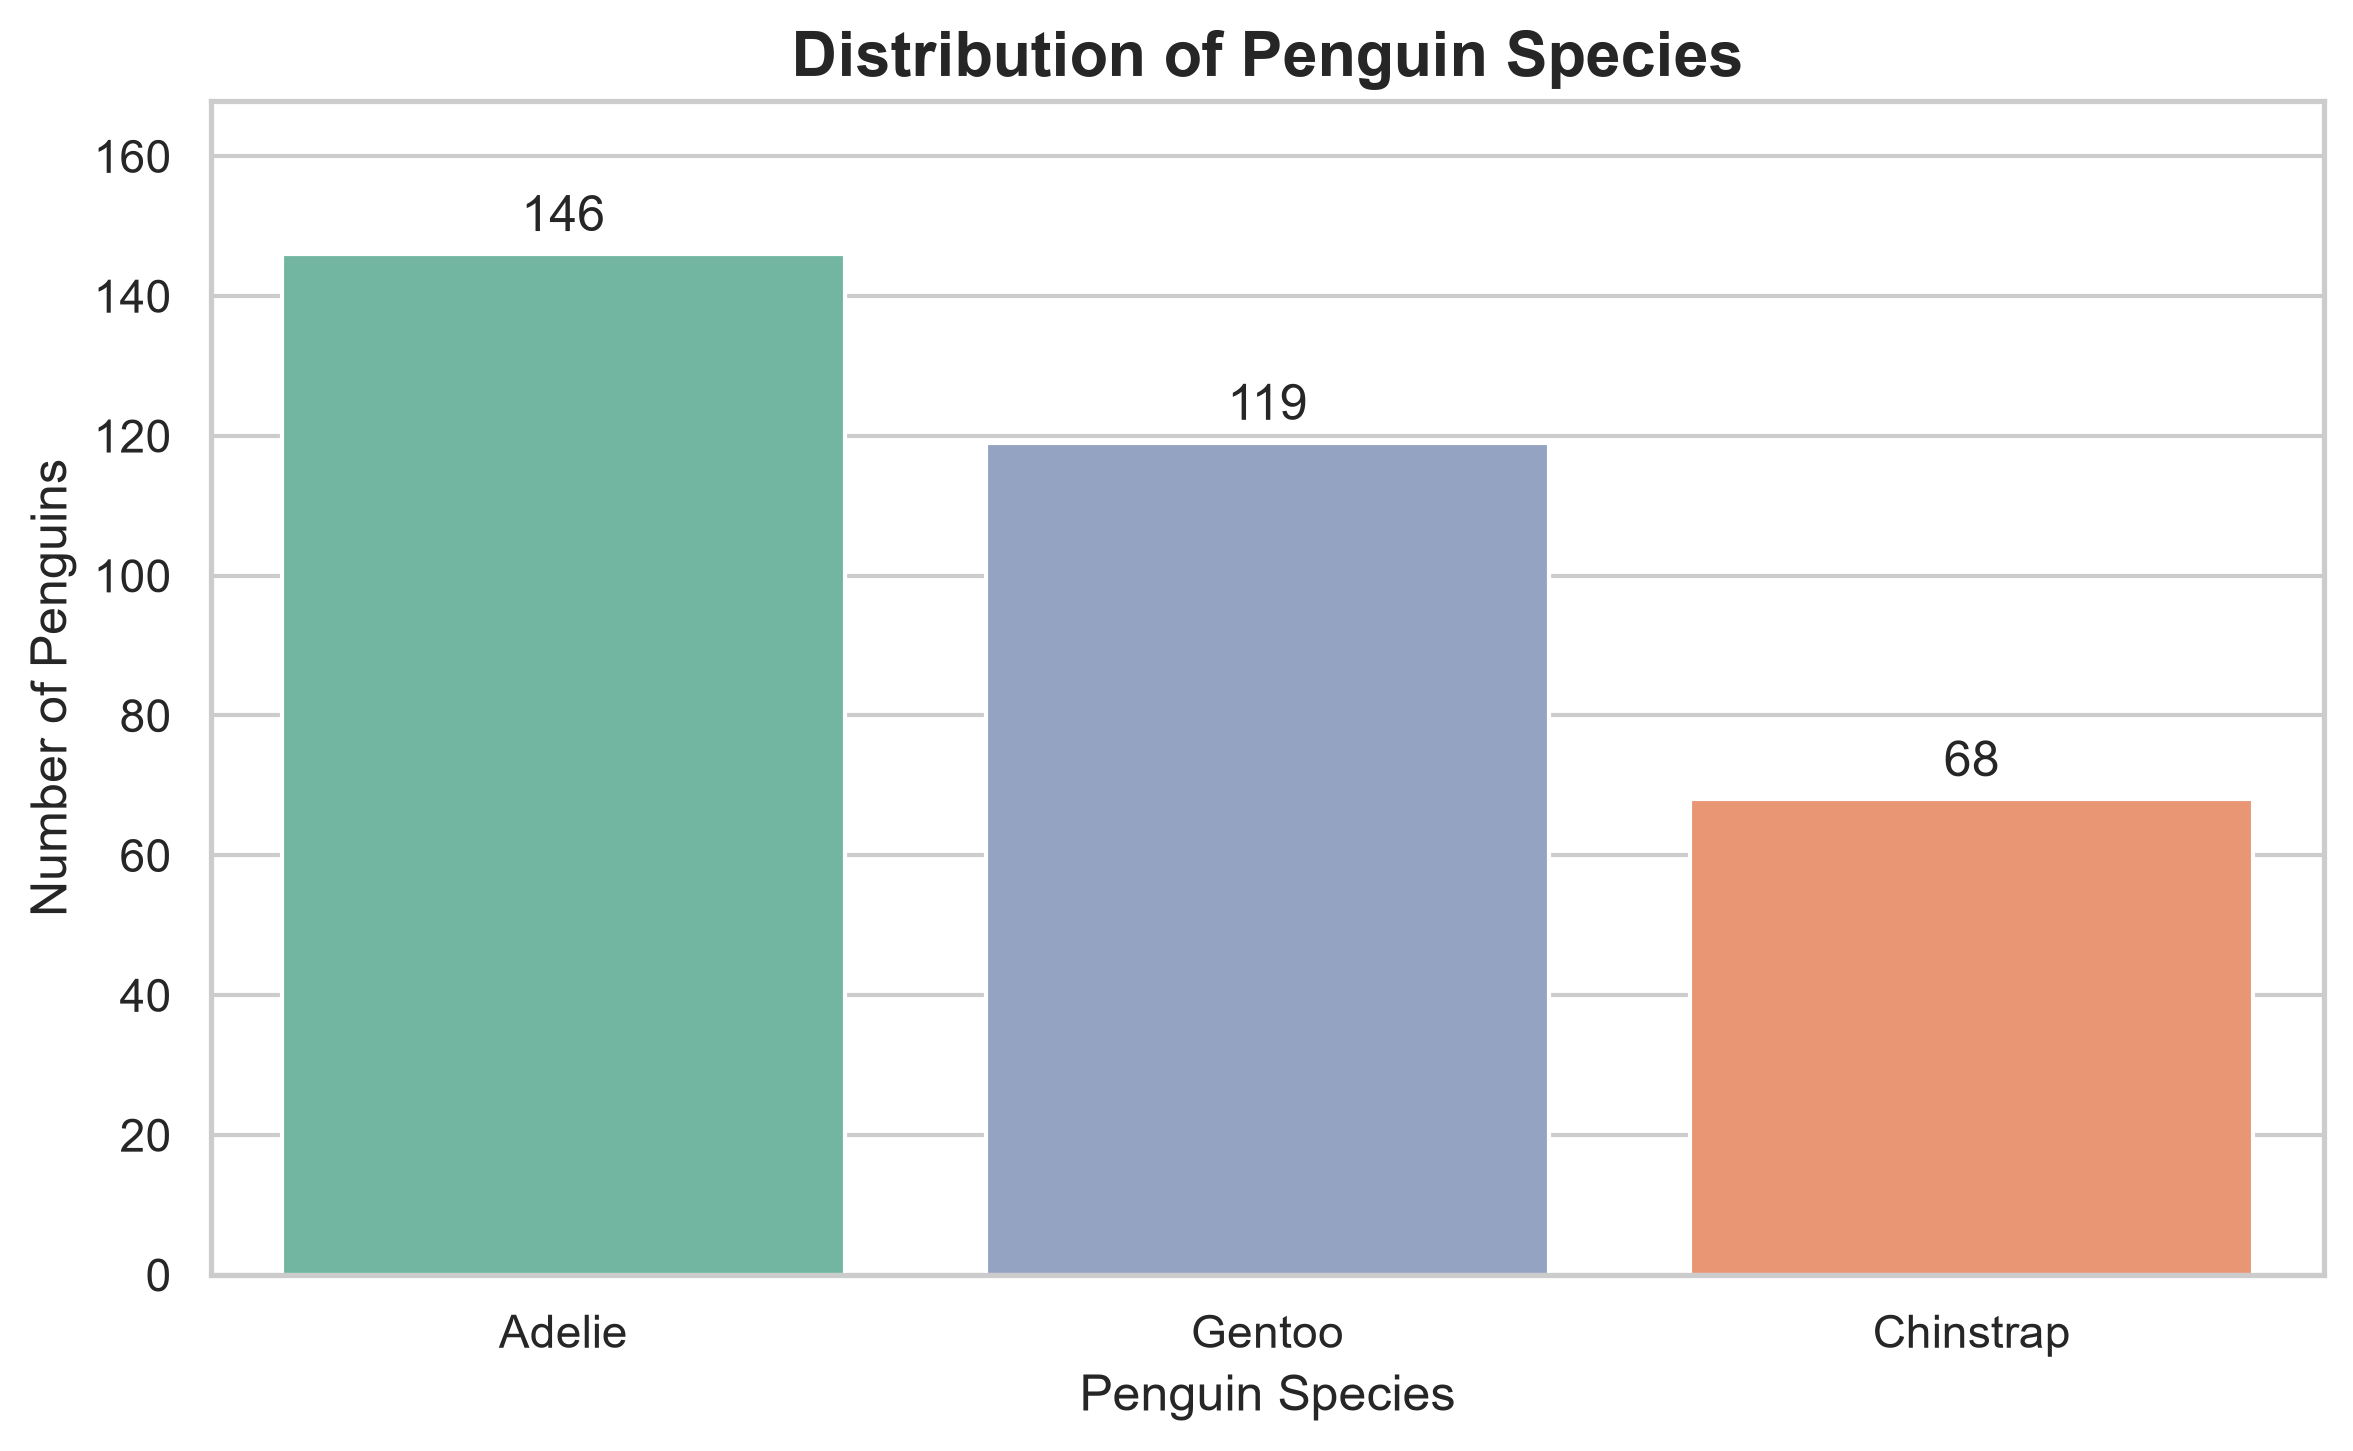 Distribution of Penguin Species
Number of Penguins
160
140
120
100
80
60
40
20
0
146
119
68
Adelie
Gentoo
Chinstrap
Penguin Species